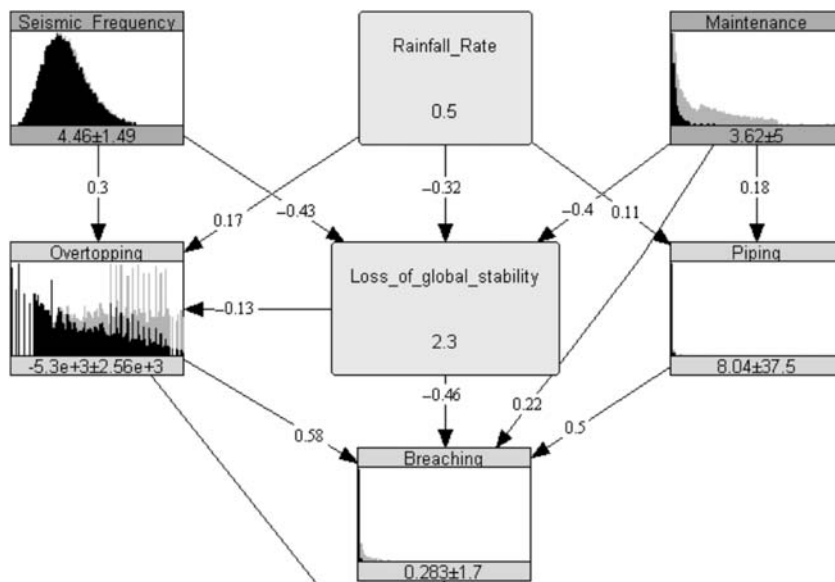 Seismic_Frequency
Rainfall_Rate
Maintenance
0.5
4.46±1.49
3.62±5
0.3
−0.43
0.17
−0.32
−0.4
0.11
0.18
Overtopping
Loss_of_global_stability
Piping
−0.13
2.3
-5.3e+3±2.56e+3
8.04±37.5
0.58
−0.46
0.22
0.5
Breaching
0.283±1.7